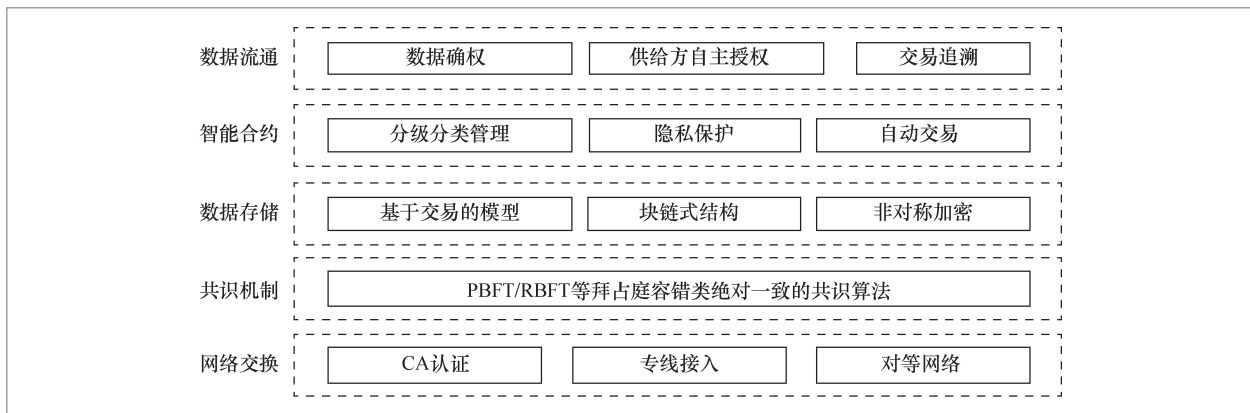 数据流通
数据确权
供给方自主授权
交易追溯
智能合约
分级分类管理
隐私保护
自动交易
数据存储
基于交易的模型
块链式结构
非对称加密
共识机制
PBFT/RBFT等拜占庭容错类绝对一致的共识算法
网络交换
CA认证
专线接入
对等网络